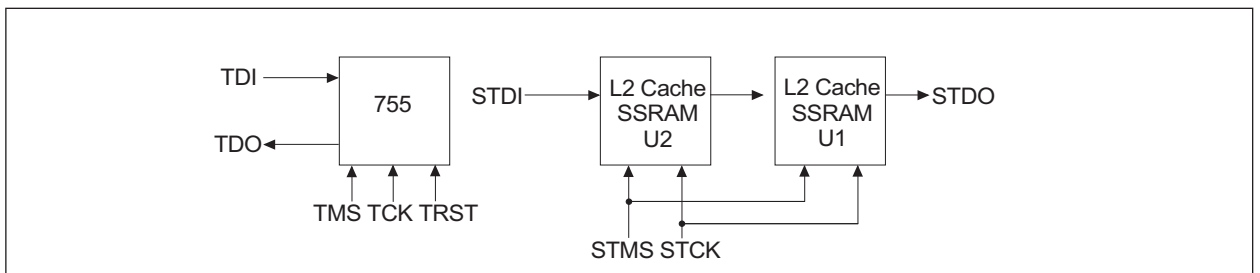 TDI
TDO
755
TMS TCK TRST
STDI
L2 Cache
SSRAM
U2
L2 Cache
SSRAM
U1
STDO
STMS STCK